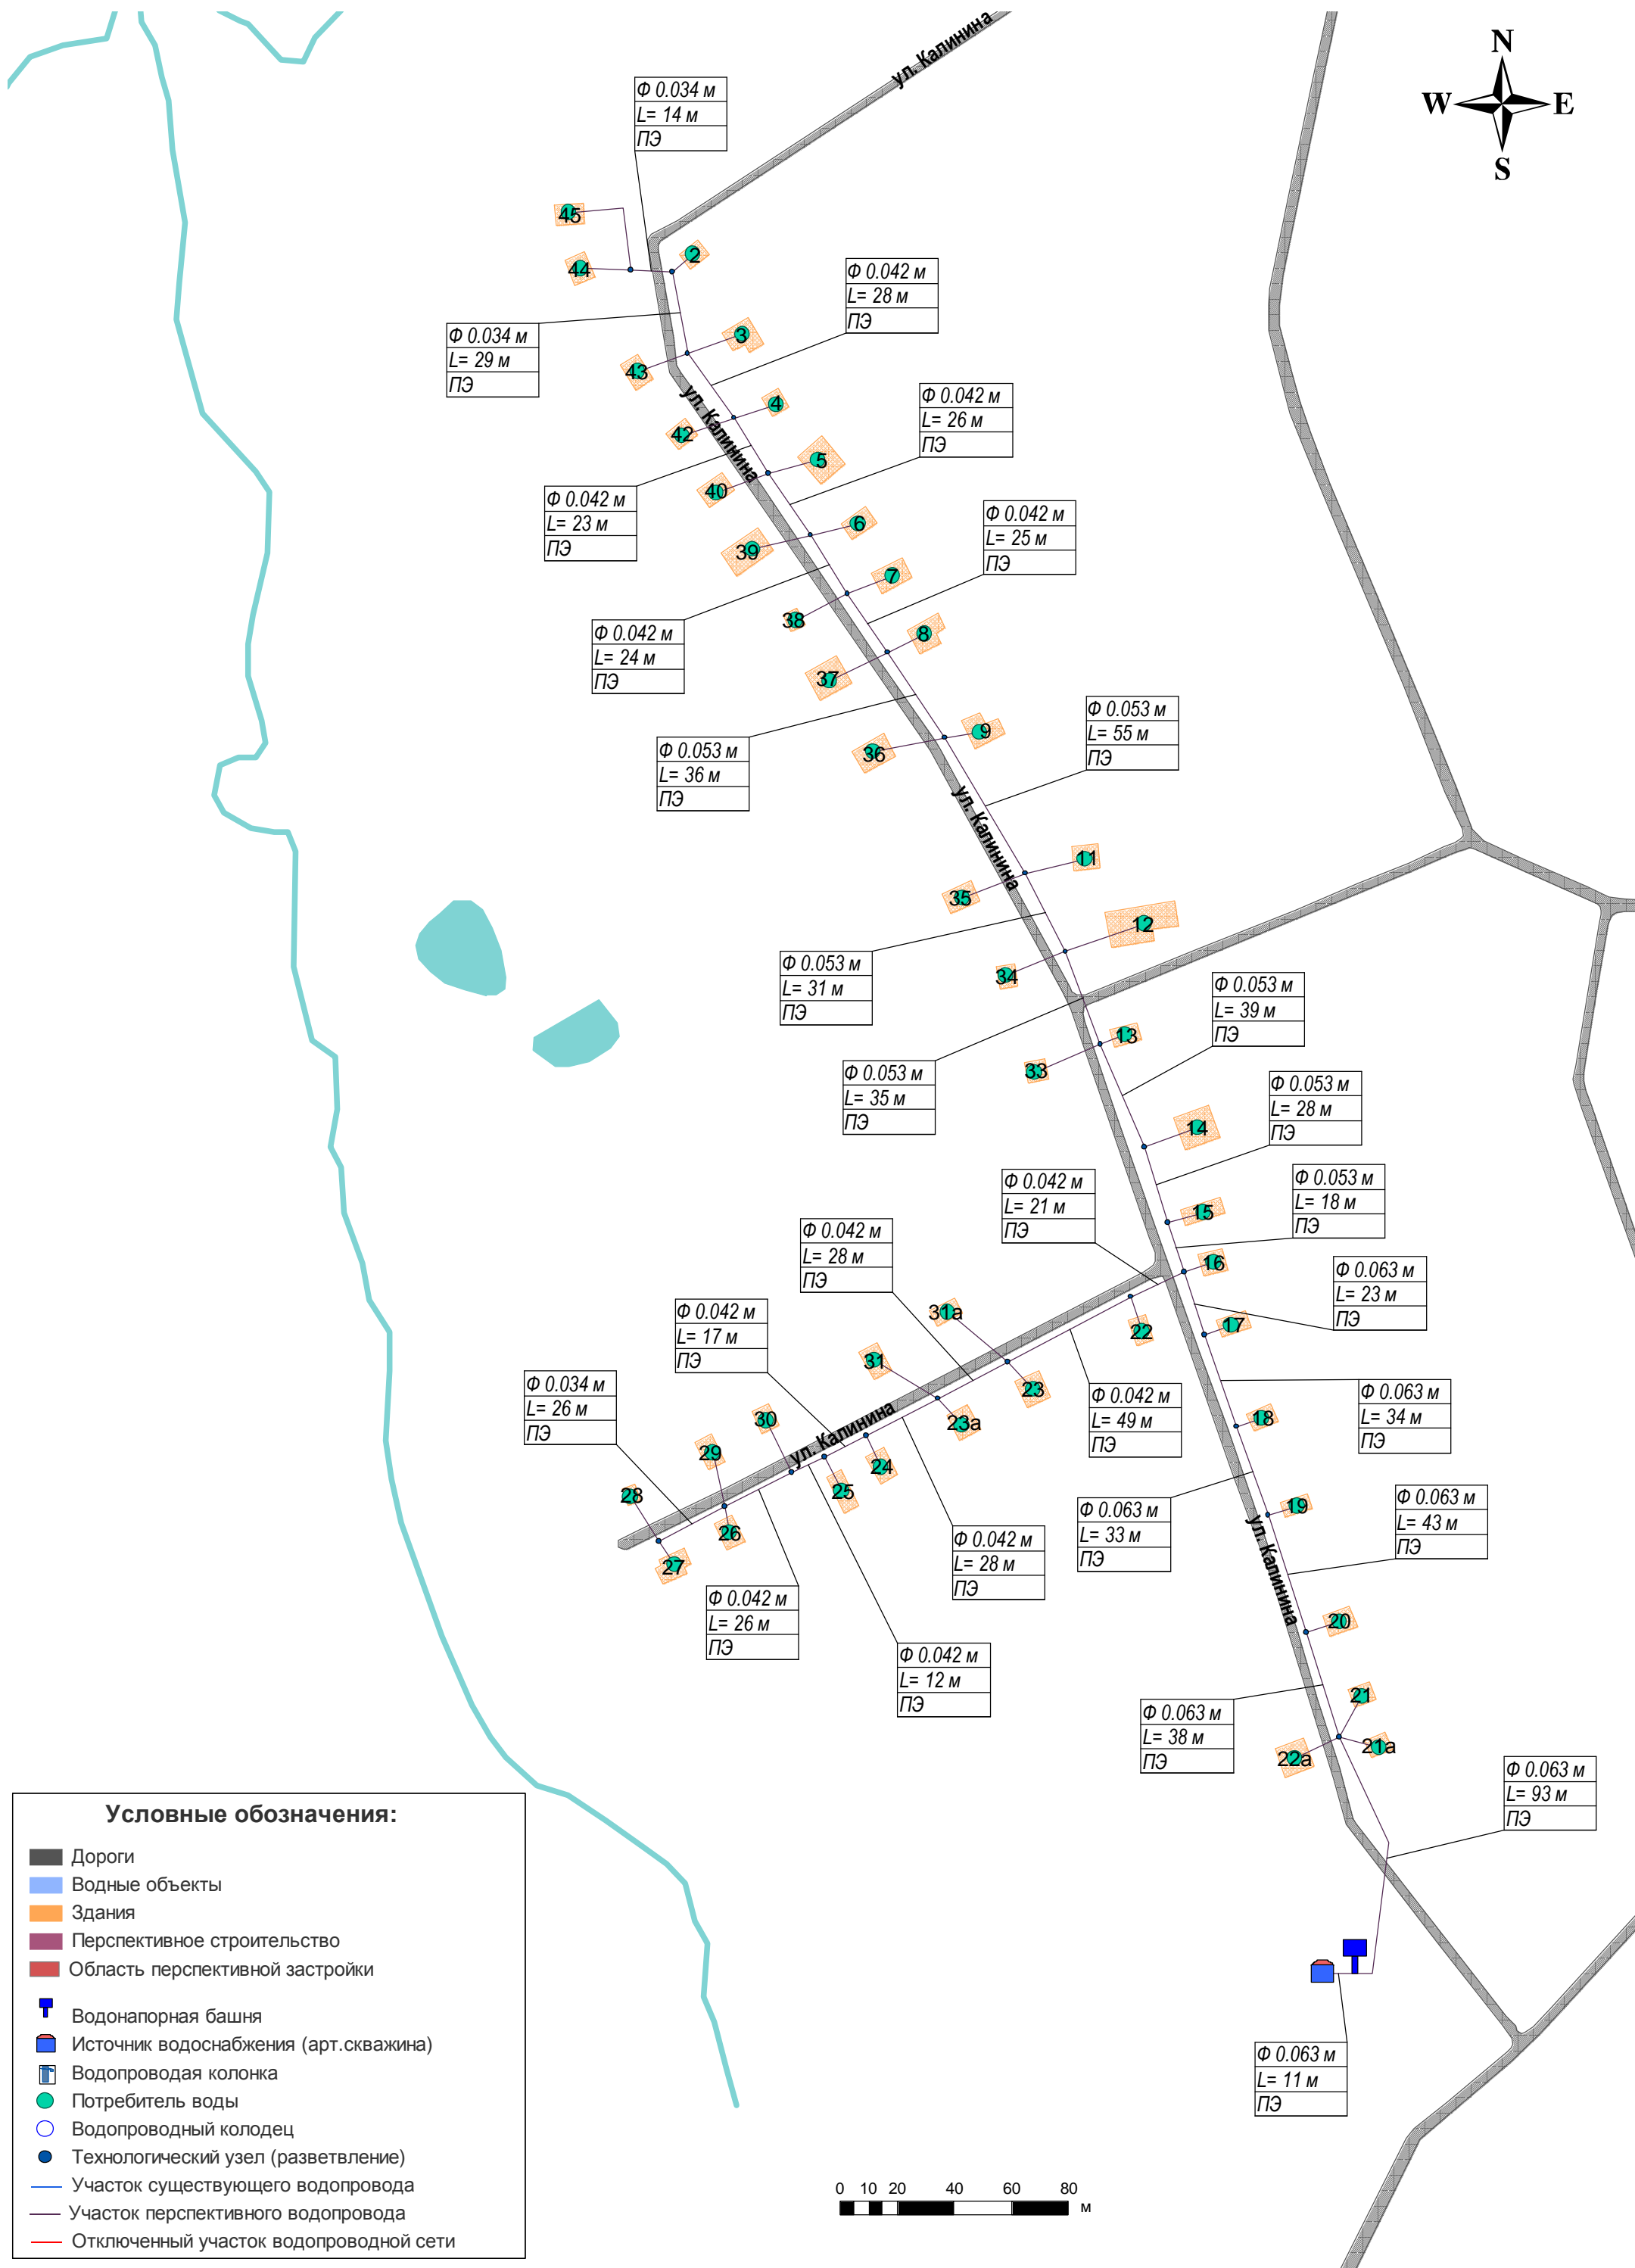 ул. Калинина
N
W
E
S
Ф 0.034 м
L= 14 м
ПЭ
45
44
2
Ф 0.042 м
L= 28 м
ПЭ
Ф 0.034 м
L= 29 м
ПЭ
3
43
ул. Калинина
4
42
Ф 0.042 м
L= 26 м
ПЭ
5
40
Ф 0.042 м
L= 23 м
ПЭ
6
39
Ф 0.042 м
L= 25 м
ПЭ
7
38
Ф 0.042 м
L= 24 м
ПЭ
8
37
Ф 0.053 м
L= 55 м
ПЭ
9
36
Ф 0.053 м
L= 36 м
ПЭ
ул. Калинина
11
35
12
34
Ф 0.053 м
L= 31 м
ПЭ
Ф 0.053 м
L= 39 м
ПЭ
13
33
Ф 0.053 м
L= 35 м
ПЭ
Ф 0.053 м
L= 28 м
ПЭ
14
Ф 0.042 м
L= 21 м
ПЭ
Ф 0.053 м
L= 18 м
ПЭ
15
Ф 0.042 м
L= 28 м
ПЭ
16
Ф 0.063 м
L= 23 м
ПЭ
Ф 0.042 м
L= 17 м
ПЭ
31а
22
17
31
23
Ф 0.034 м
L= 26 м
ПЭ
Ф 0.042 м
L= 49 м
ПЭ
Ф 0.063 м
L= 34 м
ПЭ
30
ул. Калинина
23а
18
29
24
28
25
26
27
Ф 0.063 м
L= 33 м
ПЭ
19
Ф 0.063 м
L= 43 м
ПЭ
Ф 0.042 м
L= 28 м
ПЭ
ул. Калинина
Ф 0.042 м
L= 26 м
ПЭ
20
Ф 0.042 м
L= 12 м
ПЭ
21
Ф 0.063 м
L= 38 м
ПЭ
21а
22а
Ф 0.063 м
L= 93 м
ПЭ
Ф 0.063 м
L= 11 м
ПЭ
Условные обозначения:
Дороги
Водные объекты
Здания
Перспективное строительство
Область перспективной застройки
Водонапорная башня
Источник водоснабжения (арт.скважина)
Водопроводая колонка
Потребитель воды
Водопроводный колодец
Технологический узел (разветвление)
Участок существующего водопровода
Участок перспективного водопровода
Отключенный участок водопроводной сети
0 10 20 40 60 80
м